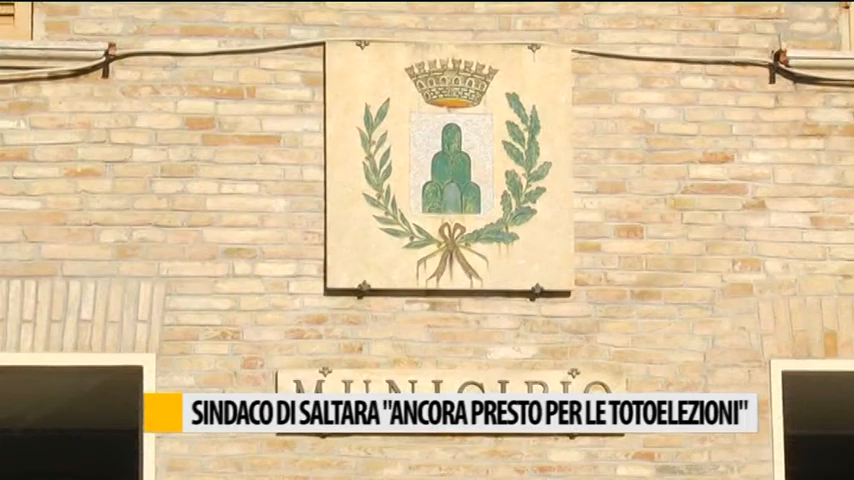 MUNICIPIO
SINDACO DI SALTARA "ANCORA PRESTO PER LE TOTOELEZIONI"